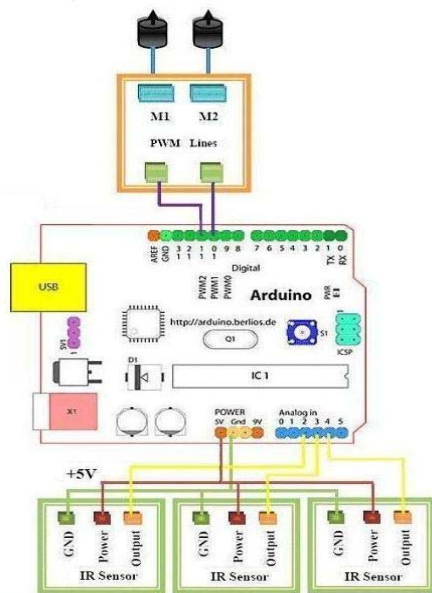 M1 M2
PWM Lines
AREF
GND
13
12
11
10
9
8
7
6
5
4
3
2
1
0
TX
RX
Digital
PWM2
PWM1
PWM0
Arduino
PWR
E1
USB
http://arduino.berlios.de
SV1
1
Q1
S1
1
ICSP
D1
IC 1
X1
POWER
5V Gnd 9V
Analog in
0 1 2 3 4 5
+5V
GND Power Output
IR Sensor
GND Power Output
IR Sensor
GND Power Output
IR Sensor